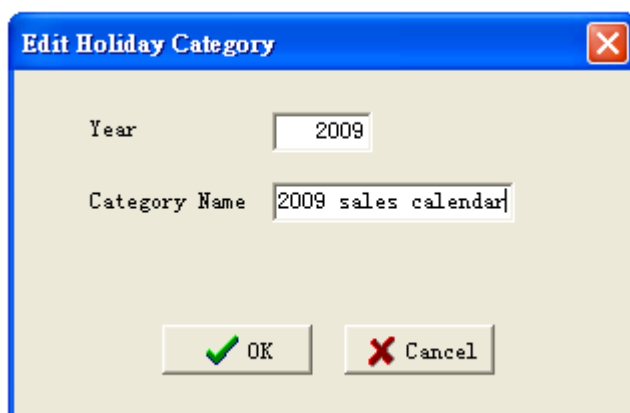 Edit Holiday Category
Year 2009
Category Name 2009 sales calendar
OK Cancel